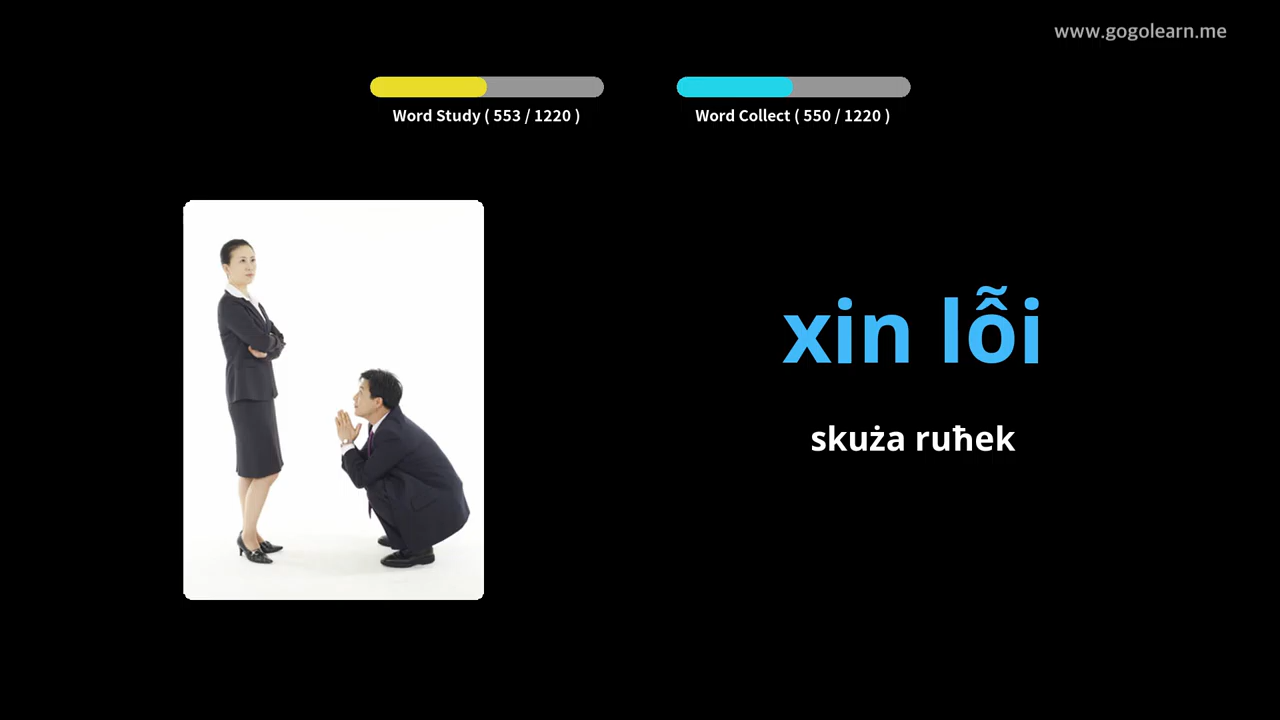 www.gogolearn.me
Word Study ( 553 / 1220 )
Word Collect ( 550 / 1220 )
xin lỗi
skuża ruħek